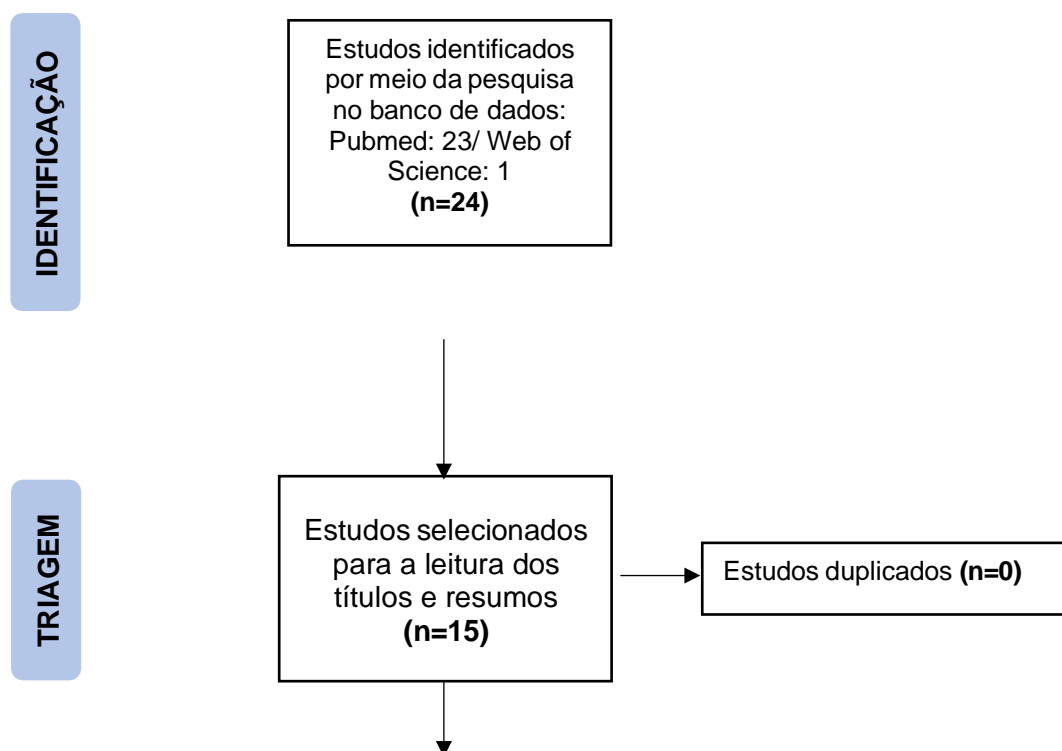 IDENTIFICAÇÃO
Estudos identificados
por meio da pesquisa
no banco de dados:
Pubmed: 23/ Web of
Science: 1
(n=24)
TRIAGEM
Estudos selecionados
para a leitura dos
títulos e resumos
(n=15)
Estudos duplicados (n=0)